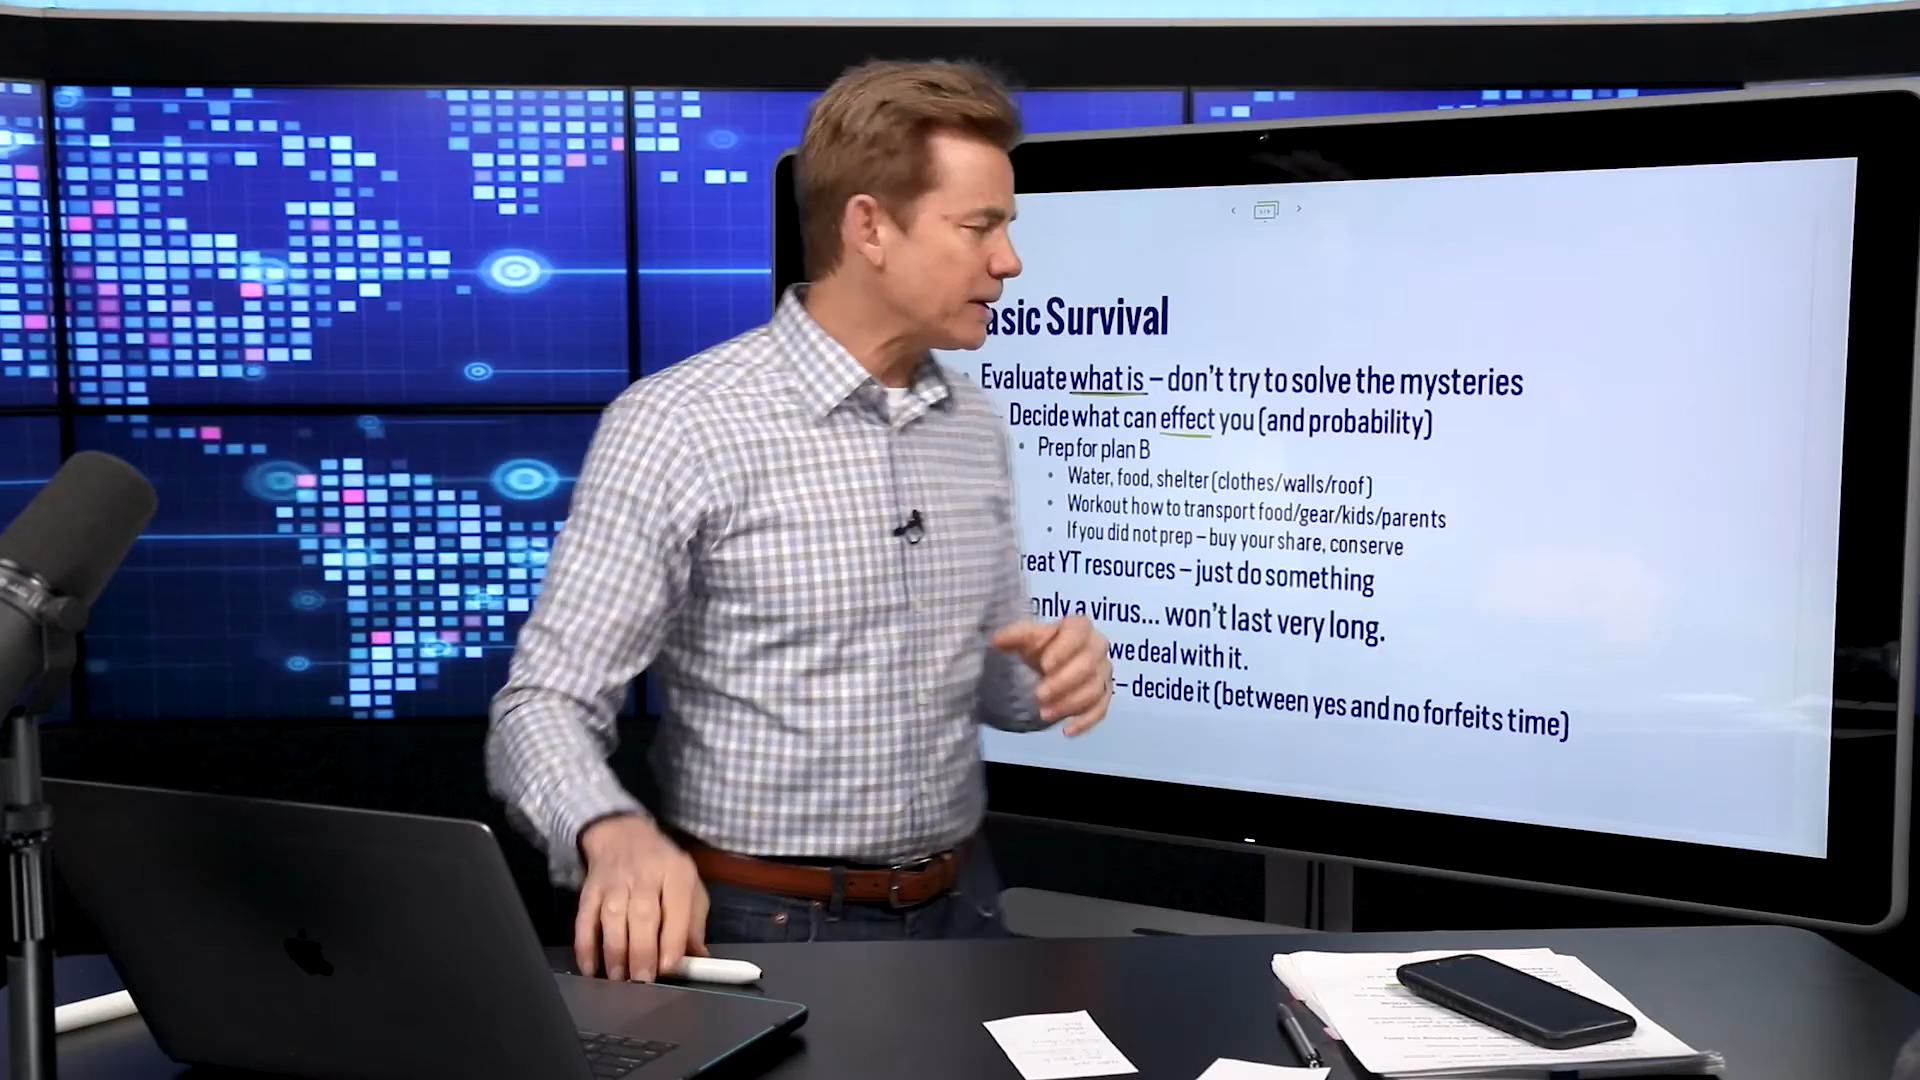 asic Survival
Evaluate what is – don't try to solve the mysteries
Decide what can effect you (and probability)
Prep for plan B
Water, food, shelter (clothes/walls/roof)
Workout how to transport food/gear/kids/parents
If you did not prep – buy your share, conserve
reat YT resources – just do something
only a virus... won't last very long.
we deal with it.
– decide it (between yes and no forfeits time)